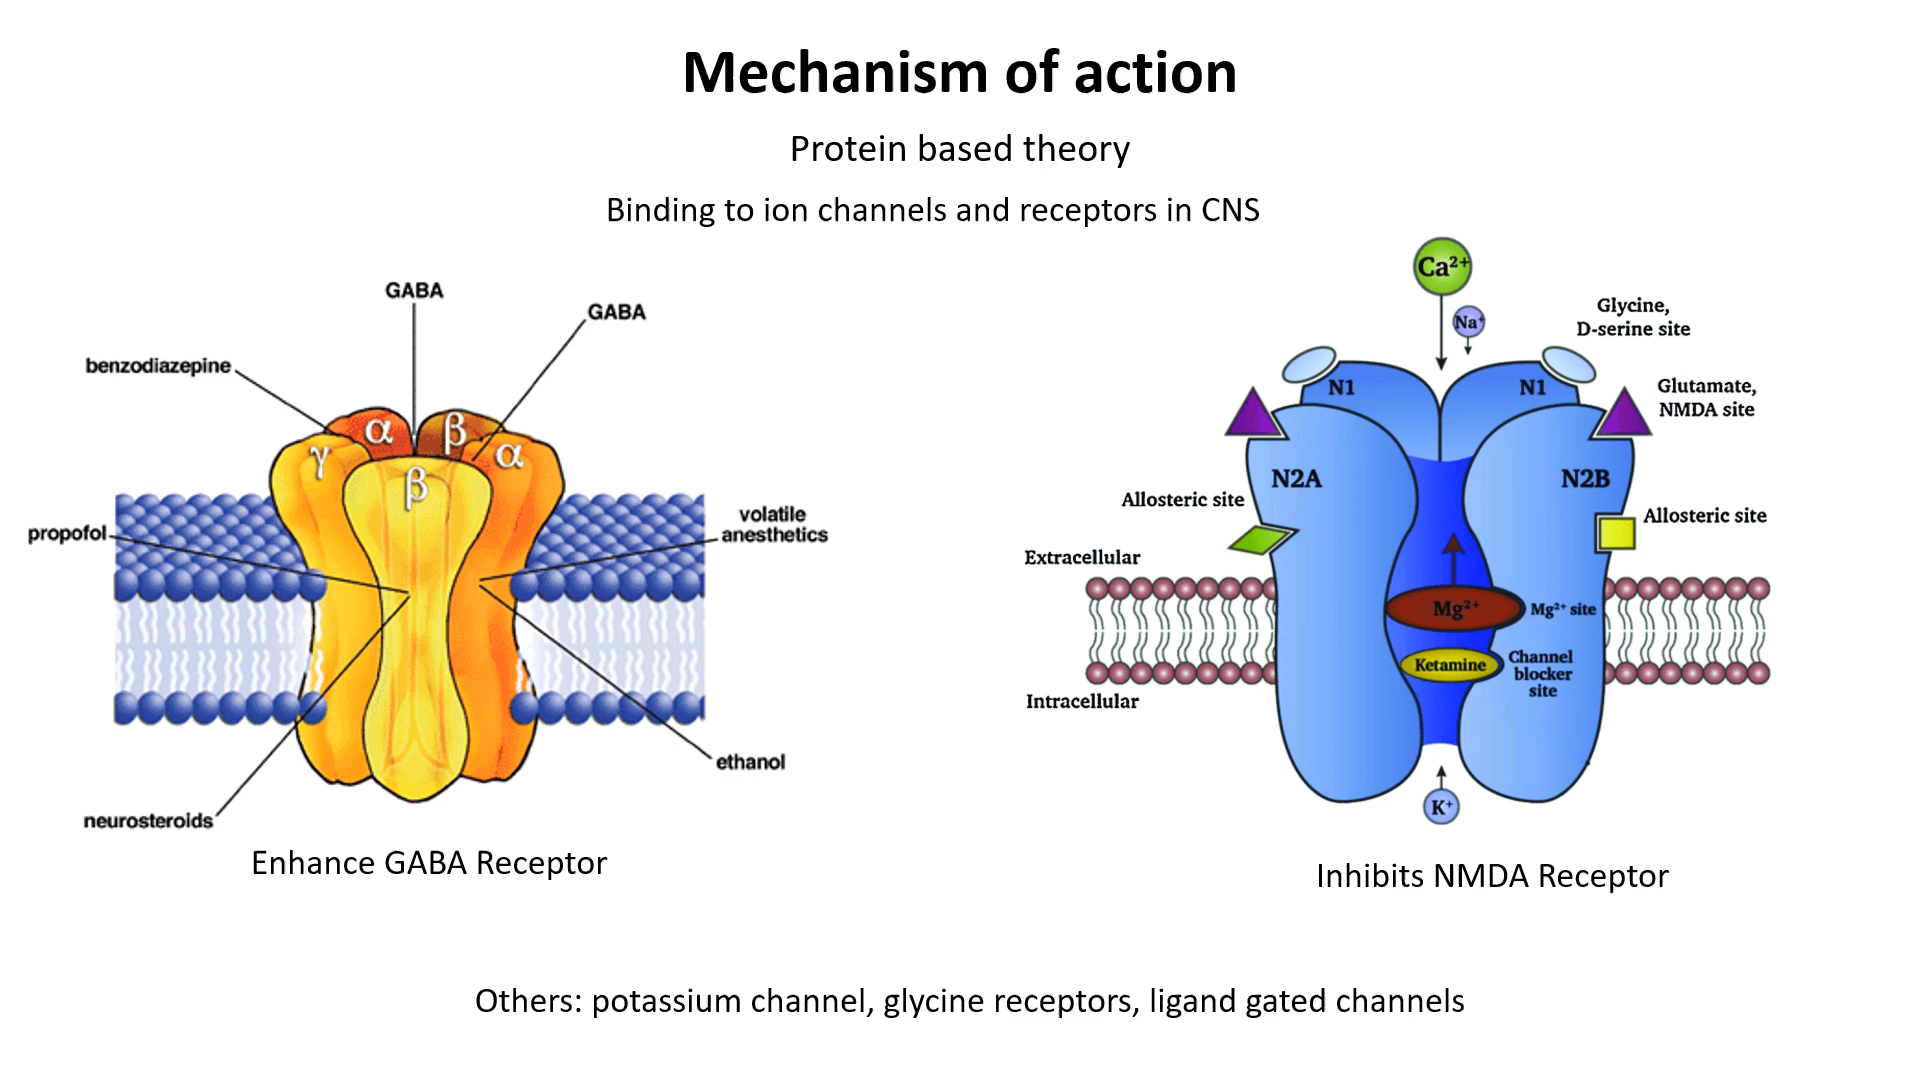 Mechanism of action
Protein based theory
Binding to ion channels and receptors in CNS
GABA
GABA
benzodiazepine
α
β
γ
α
β
propofol
volatile
anesthetics
ethanol
neurosteroids
Enhance GABA Receptor
Ca²⁺
Na⁺
Glycine,
D-serine site
N1
N1
Glutamate,
NMDA site
N2A
N2B
Allosteric site
Allosteric site
Extracellular
Mg²⁺
Mg²⁺ site
Ketamine
Channel
blocker
site
Intracellular
K⁺
Inhibits NMDA Receptor
Others: potassium channel, glycine receptors, ligand gated channels